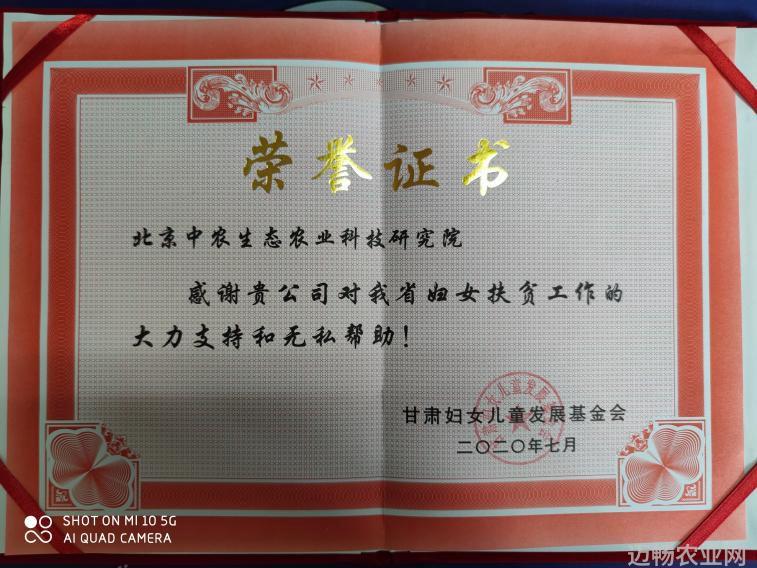 荣誉证书
北京中农生态农业科技研究院
感谢贵公司对我省妇女扶贫工作的
大力支持和无私帮助！
甘肃妇女儿童发展基金会
二〇二〇年七月
SHOT ON MI 10 5G
AI QUAD CAMERA
迈畅农业网